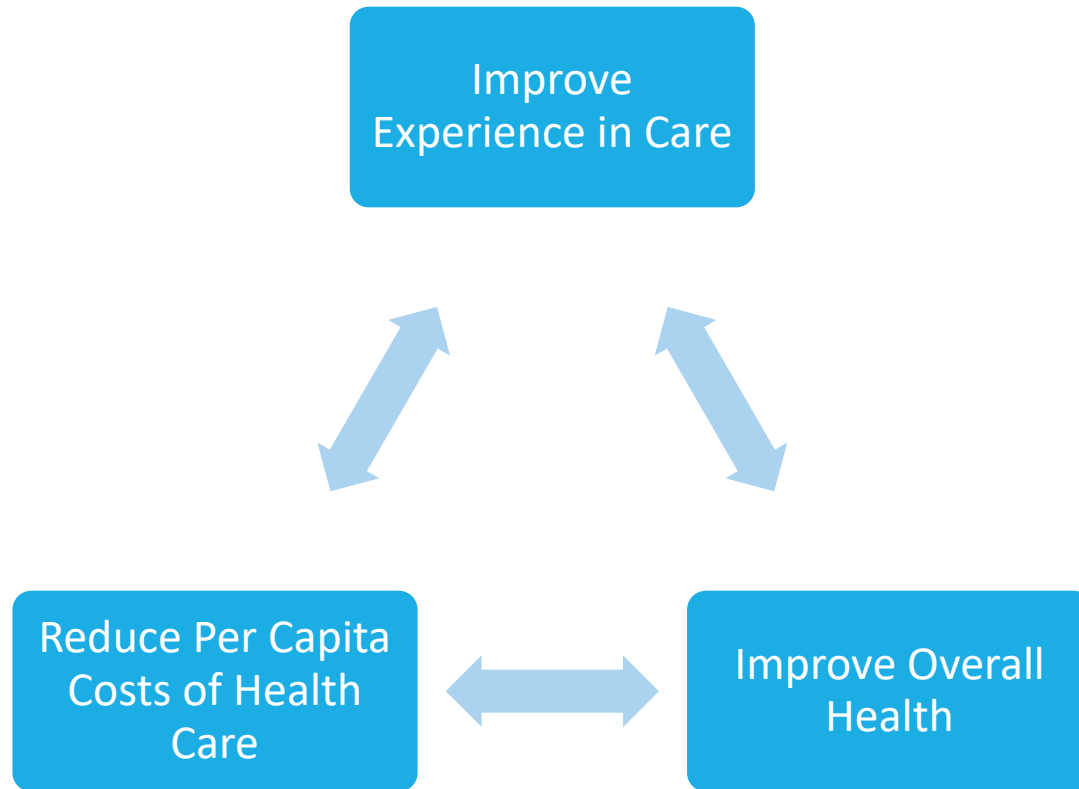 Improve
Experience in Care
Reduce Per Capita
Costs of Health
Care
Improve Overall
Health